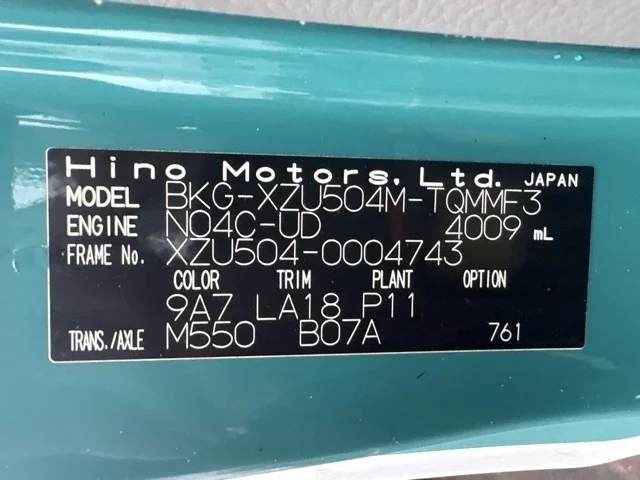 Hino Motors, Ltd. JAPAN
MODEL BKG-XZU504M-TQMMF3
ENGINE N04C-UD 4009 mL
FRAME No. XZU504-0004743
COLOR TRIM PLANT OPTION
9A7 LA18 P11
TRANS./AXLE M550 B07A 761